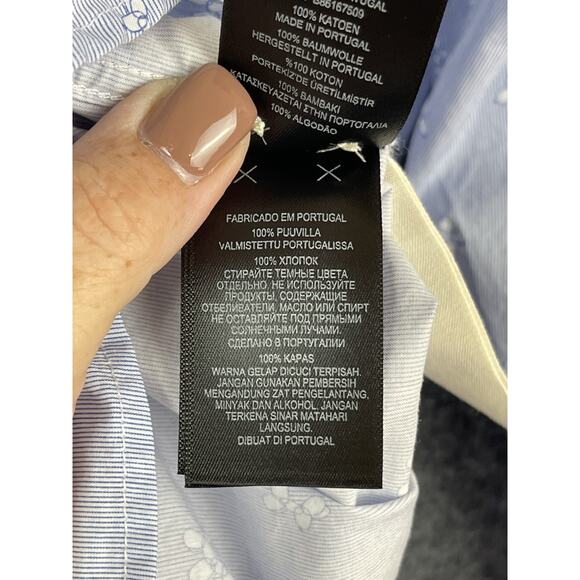 PORTUGAL
B86167509
100% KATOEN
MADE IN PORTUGAL
100% BAUMWOLLE
HERGESTELLT IN PORTUGAL
%100 KOTON
PORTEKİZ'DE ÜRETİLMİŞTİR
100% ΒΑΜΒΑΚΙ
ΚΑΤΑΣΚΕΥΑΖΕΤΑΙ ΣΤΗΝ ΠΟΡΤΟΓΑΛΙΑ
100% ALGODÃO
FABRICADO EM PORTUGAL
100% PUUVILLA
VALMISTETTU PORTUGALISSA
100% ХЛОПОК
СТИРАЙТЕ ТЕМНЫЕ ЦВЕТА
ОТДЕЛЬНО. НЕ ИСПОЛЬЗУЙТЕ
ПРОДУКТЫ, СОДЕРЖАЩИЕ
ОТБЕЛИВАТЕЛИ, МАСЛО ИЛИ СПИРТ
НЕ ОСТАВЛЯЙТЕ ПОД ПРЯМЫМИ
СОЛНЕЧНЫМИ ЛУЧАМИ.
СДЕЛАНО В ПОРТУГАЛИИ
100% KAPAS
WARNA GELAP DICUCI TERPISAH.
JANGAN GUNAKAN PEMBERSIH
MENGANDUNG ZAT PENGELANTANG,
MINYAK DAN ALKOHOL. JANGAN
TERKENA SINAR MATAHARI
LANGSUNG.
DIBUAT DI PORTUGAL